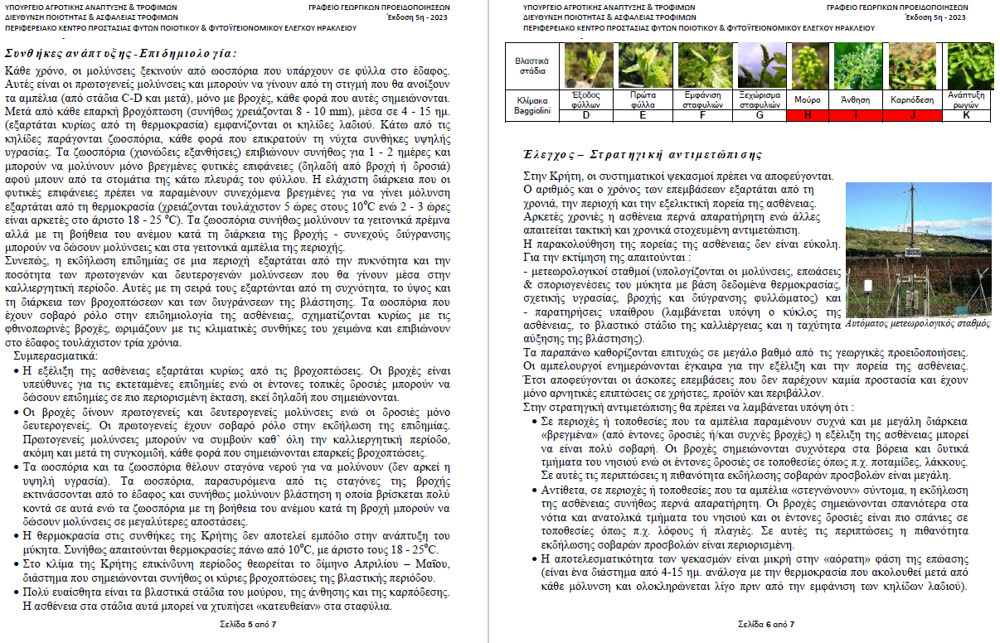 ΥΠΟΥΡΓΕΙΟ ΑΓΡΟΤΙΚΗΣ ΑΝΑΠΤΥΞΗΣ & ΤΡΟΦΙΜΩΝ ΓΡΑΦΕΙΟ ΓΕΩΡΓΙΚΩΝ ΠΡΟΕΙΔΟΠΟΙΗΣΕΩΝ
ΔΙΕΥΘΥΝΣΗ ΠΟΙΟΤΗΤΑΣ & ΑΣΦΑΛΕΙΑΣ ΤΡΟΦΙΜΩΝ Έκδοση 5η - 2023
ΠΕΡΙΦΕΡΕΙΑΚΟ ΚΕΝΤΡΟ ΠΡΟΣΤΑΣΙΑΣ ΦΥΤΩΝ ΠΟΙΟΤΙΚΟΥ & ΦΥΤΟΫΓΕΙΟΝΟΜΙΚΟΥ ΕΛΕΓΧΟΥ ΗΡΑΚΛΕΙΟΥ
-
Συνθήκες ανάπτυξης-Επιδημιολογία:
Κάθε χρόνο, οι μολύνσεις ξεκινούν από ωοσπόρια που υπάρχουν σε φύλλα στο έδαφος.
Αυτές είναι οι πρωτογενείς μολύνσεις και μπορούν να γίνουν από τη στιγμή που θα ανοίξουν
τα αμπέλια (από στάδια C-D και μετά), μόνο με βροχές, κάθε φορά που αυτές σημειώνονται.
Μετά από κάθε επαρκή βροχόπτωση (συνήθως χρειάζονται 8 - 10 mm), μέσα σε 4 - 15 ημ.
(εξαρτάται κυρίως από τη θερμοκρασία) εμφανίζονται οι κηλίδες λαδιού. Κάτω από τις
κηλίδες παράγονται ζωοσπόρια, κάθε φορά που επικρατούν τη νύχτα συνθήκες υψηλής
υγρασίας. Τα ζωοσπόρια (χιονώδεις εξανθήσεις) επιβιώνουν συνήθως για 1 - 2 ημέρες και
μπορούν να μολύνουν μόνο βρεγμένες φυτικές επιφάνειες (δηλαδή από βροχή ή δροσιά)
αφού μπουν από τα στομάτια της κάτω πλευράς του φύλλου. Η ελάχιστη διάρκεια που οι
φυτικές επιφάνειες πρέπει να παραμένουν συνεχόμενα βρεγμένες για να γίνει μόλυνση
εξαρτάται από τη θερμοκρασία (χρειάζονται τουλάχιστον 5 ώρες στους 10°C ενώ 2 - 3 ώρες
είναι αρκετές στο άριστο 18 - 25 °C). Τα ζωοσπόρια συνήθως μολύνουν τα γειτονικά πρέμνα
αλλά με τη βοήθεια του ανέμου κατά τη διάρκεια της βροχής - συνεχούς διύγρανσης
μπορούν να δώσουν μολύνσεις και στα γειτονικά αμπέλια της περιοχής.
Συνεπώς, η εκδήλωση επιδημίας σε μια περιοχή εξαρτάται από την πυκνότητα και την
ποσότητα των πρωτογενών και δευτερογενών μολύνσεων που θα γίνουν μέσα στην
καλλιεργητική περίοδο. Αυτές με τη σειρά τους εξαρτώνται από τη συχνότητα, το ύψος και
τη διάρκεια των βροχοπτώσεων και των διυγράνσεων της βλάστησης. Τα ωοσπόρια που
έχουν σοβαρό ρόλο στην επιδημιολογία της ασθένειας, σχηματίζονται κυρίως με τις
φθινοπωρινές βροχές, ωριμάζουν με τις κλιματικές συνθήκες του χειμώνα και επιβιώνουν
στο έδαφος τουλάχιστον τρία χρόνια.
Συμπερασματικά:
• Η εξέλιξη της ασθένειας εξαρτάται κυρίως από τις βροχοπτώσεις. Οι βροχές είναι
υπεύθυνες για τις εκτεταμένες επιδημίες ενώ οι έντονες τοπικές δροσιές μπορούν να
δώσουν επιδημίες σε πιο περιορισμένη έκταση, εκεί δηλαδή που σημειώνονται.
• Οι βροχές δίνουν πρωτογενείς και δευτερογενείς μολύνσεις ενώ οι δροσιές μόνο
δευτερογενείς. Οι πρωτογενείς έχουν σοβαρό ρόλο στην εκδήλωση της επιδημίας.
Πρωτογενείς μολύνσεις μπορούν να συμβούν καθ’ όλη την καλλιεργητική περίοδο,
ακόμη και μετά τη συγκομιδή, κάθε φορά που σημειώνονται επαρκείς βροχοπτώσεις.
• Τα ωοσπόρια και τα ζωοσπόρια θέλουν σταγόνα νερού για να μολύνουν (δεν αρκεί η
υψηλή υγρασία). Τα ωοσπόρια, παρασυρόμενα από τις σταγόνες της βροχής
εκτινάσσονται από το έδαφος και συνήθως μολύνουν βλάστηση η οποία βρίσκεται πολύ
κοντά σε αυτά ενώ τα ζωοσπόρια με τη βοήθεια του ανέμου κατά τη βροχή μπορούν να
δώσουν μολύνσεις σε μεγαλύτερες αποστάσεις.
• Η θερμοκρασία στις συνθήκες της Κρήτης δεν αποτελεί εμπόδιο στην ανάπτυξη του
μύκητα. Συνήθως απαιτούνται θερμοκρασίες πάνω από 10°C, με άριστο τους 18 - 25°C.
• Στο κλίμα της Κρήτης επικίνδυνη περίοδος θεωρείται το δίμηνο Απριλίου – Μαΐου,
διάστημα που σημειώνονται συνήθως οι κύριες βροχοπτώσεις της βλαστικής περιόδου.
• Πολύ ευαίσθητα είναι τα βλαστικά στάδια του μούρου, της άνθησης και της καρπόδεσης.
Η ασθένεια στα στάδια αυτά μπορεί να χτυπήσει «κατευθείαν» στα σταφύλια.
Σελίδα 5 από 7
ΥΠΟΥΡΓΕΙΟ ΑΓΡΟΤΙΚΗΣ ΑΝΑΠΤΥΞΗΣ & ΤΡΟΦΙΜΩΝ ΓΡΑΦΕΙΟ ΓΕΩΡΓΙΚΩΝ ΠΡΟΕΙΔΟΠΟΙΗΣΕΩΝ
ΔΙΕΥΘΥΝΣΗ ΠΟΙΟΤΗΤΑΣ & ΑΣΦΑΛΕΙΑΣ ΤΡΟΦΙΜΩΝ Έκδοση 5η - 2023
ΠΕΡΙΦΕΡΕΙΑΚΟ ΚΕΝΤΡΟ ΠΡΟΣΤΑΣΙΑΣ ΦΥΤΩΝ ΠΟΙΟΤΙΚΟΥ & ΦΥΤΟΫΓΕΙΟΝΟΜΙΚΟΥ ΕΛΕΓΧΟΥ ΗΡΑΚΛΕΙΟΥ
-
Βλαστικά
στάδια
Κλίμακα Baggiolini
Έξοδος φύλλων Πρώτα φύλλα Εμφάνιση σταφυλιών Ξεχώρισμα σταφυλιών Μούρο Άνθηση Καρπόδεση Ανάπτυξη ρωγών
D E F G H I J K
Έλεγχος – Στρατηγική αντιμετώπισης
Στην Κρήτη, οι συστηματικοί ψεκασμοί πρέπει να αποφεύγονται.
Ο αριθμός και ο χρόνος των επεμβάσεων εξαρτάται από τη
χρονιά, την περιοχή και την εξελικτική πορεία της ασθένειας.
Αρκετές χρονιές η ασθένεια περνά απαρατήρητη ενώ άλλες
απαιτείται τακτική και χρονικά στοχευμένη αντιμετώπιση.
Η παρακολούθηση της πορείας της ασθένειας δεν είναι εύκολη.
Για την εκτίμηση της απαιτούνται :
- μετεωρολογικοί σταθμοί (υπολογίζονται οι μολύνσεις, επωάσεις
& σποριογενέσεις του μύκητα με βάση δεδομένα θερμοκρασίας,
σχετικής υγρασίας, βροχής και διύγρανσης φυλλώματος) και
- παρατηρήσεις υπαίθρου (λαμβάνεται υπόψη ο κύκλος της
ασθένειας, το βλαστικό στάδιο της καλλιέργειας και η ταχύτητα
αύξησης της βλάστησης).
Αυτόματος μετεωρολογικός σταθμός
Τα παραπάνω καθορίζονται επιτυχώς σε μεγάλο βαθμό από τις γεωργικές προειδοποιήσεις.
Οι αμπελουργοί ενημερώνονται έγκαιρα για την εξέλιξη και την πορεία της ασθένειας.
Έτσι αποφεύγονται οι άσκοπες επεμβάσεις που δεν παρέχουν καμία προστασία και έχουν
μόνο αρνητικές επιπτώσεις σε χρήστες, προϊόν και περιβάλλον.
Στην στρατηγική αντιμετώπισης θα πρέπει να λαμβάνεται υπόψη ότι :
• Σε περιοχές ή τοποθεσίες που τα αμπέλια παραμένουν συχνά και με μεγάλη διάρκεια
«βρεγμένα» (από έντονες δροσιές ή/και συχνές βροχές) η εξέλιξη της ασθένειας μπορεί
να είναι πολύ σοβαρή. Οι βροχές σημειώνονται συχνότερα στα βόρεια και δυτικά
τμήματα του νησιού ενώ οι έντονες δροσιές σε τοποθεσίες όπως π.χ. ποταμίδες, λάκκους.
Σε αυτές τις περιπτώσεις η πιθανότητα εκδήλωσης σοβαρών προσβολών είναι μεγάλη.
• Αντίθετα, σε περιοχές ή τοποθεσίες που τα αμπέλια «στεγνώνουν» σύντομα, η εκδήλωση
της ασθένειας συνήθως περνά απαρατήρητη. Οι βροχές σημειώνονται σπανιότερα στα
νότια και ανατολικά τμήματα του νησιού και οι έντονες δροσιές είναι πιο σπάνιες σε
τοποθεσίες όπως π.χ. λόφους ή πλαγιές. Σε αυτές τις περιπτώσεις η πιθανότητα
εκδήλωσης σοβαρών προσβολών είναι περιορισμένη.
• Η αποτελεσματικότητα των ψεκασμών είναι μικρή στην «αόρατη» φάση της επώασης
(είναι ένα διάστημα από 4-15 ημ. ανάλογα με την θερμοκρασία που ακολουθεί μετά από
κάθε μόλυνση και ολοκληρώνεται λίγο πριν από την εμφάνιση των κηλίδων λαδιού).
Σελίδα 6 από 7